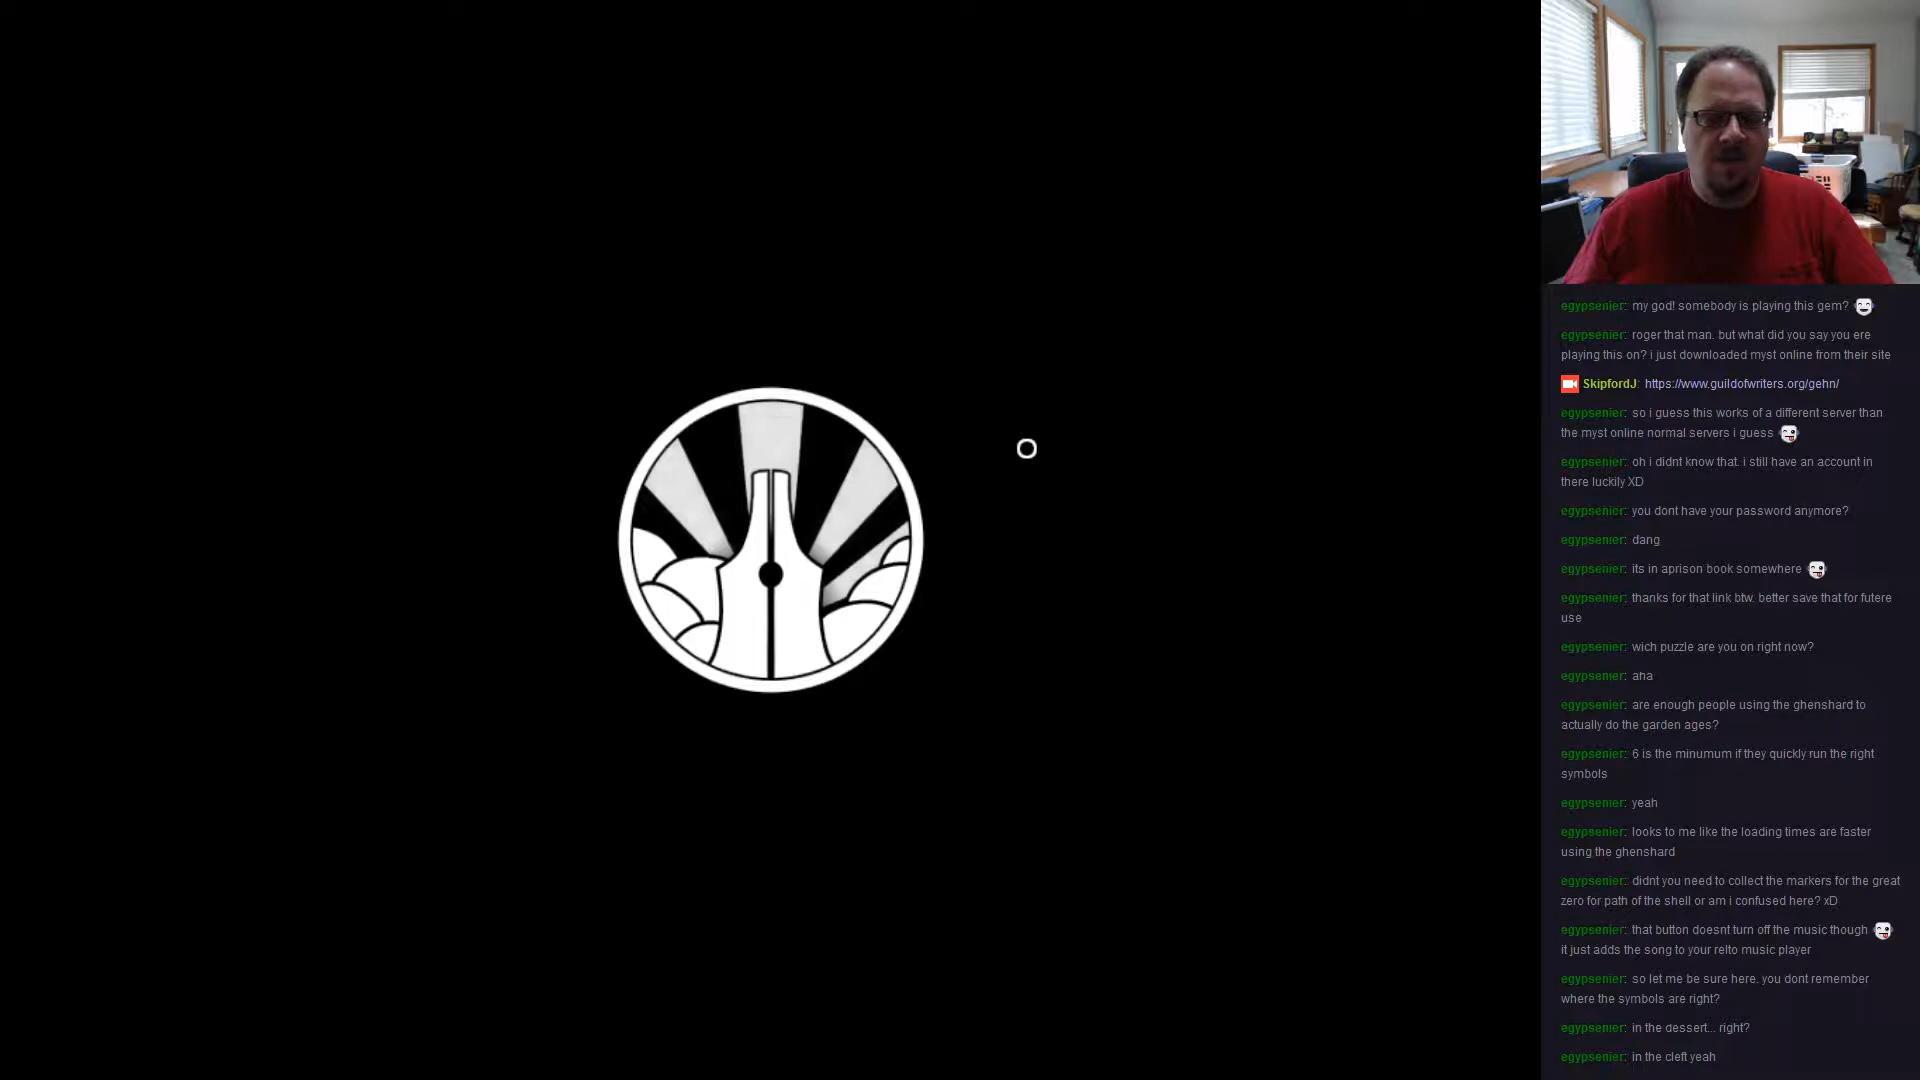 egypsenier: my god! somebody is playing this gem?
egypsenier: roger that man. but what did you say you ere
playing this on? i just downloaded myst online from their site
SkipfordJ: https://www.guildofwriters.org/gehn/
egypsenier: so i guess this works of a different server than
the myst online normal servers i guess
egypsenier: oh i didnt know that. i still have an account in
there luckily XD
egypsenier: you dont have your password anymore?
egypsenier: dang
egypsenier: its in aprison book somewhere
egypsenier: thanks for that link btw. better save that for futere
use
egypsenier: wich puzzle are you on right now?
egypsenier: aha
egypsenier: are enough people using the ghenshard to
actually do the garden ages?
egypsenier: 6 is the minumum if they quickly run the right
symbols
egypsenier: yeah
egypsenier: looks to me like the loading times are faster
using the ghenshard
egypsenier: didnt you need to collect the markers for the great
zero for path of the shell or am i confused here? xD
egypsenier: that button doesnt turn off the music though
it just adds the song to your relto music player
egypsenier: so let me be sure here. you dont remember
where the symbols are right?
egypsenier: in the dessert... right?
egypsenier: in the cleft yeah